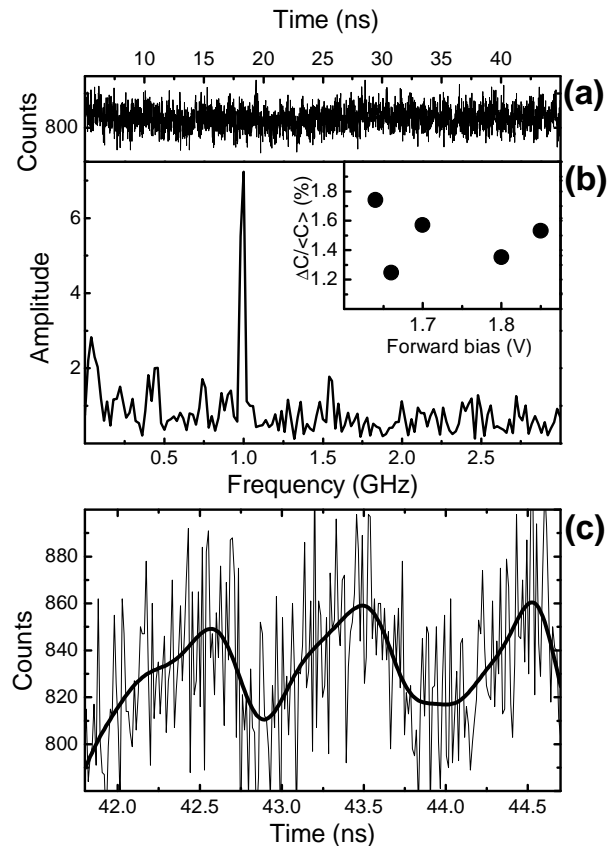 Time (ns)
10 15 20 25 30 35 40
(a)
Counts
800
(b)
Amplitude
6
4
2
ΔC/<C> (%)
1.8
1.6
1.4
1.2
1.7 1.8
Forward bias (V)
0.5 1.0 1.5 2.0 2.5
Frequency (GHz)
(c)
Counts
880
860
840
820
800
42.0 42.5 43.0 43.5 44.0 44.5
Time (ns)